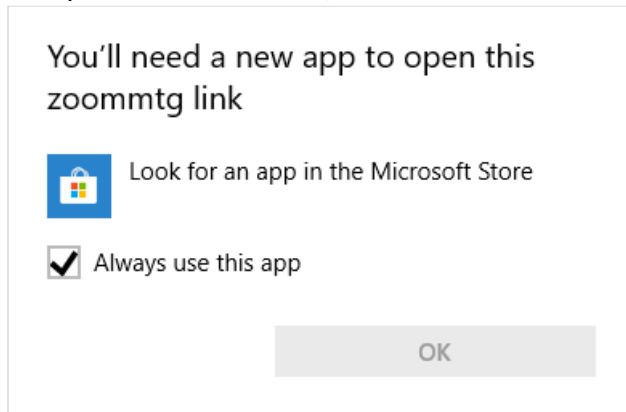 You'll need a new app to open this
zoommtg link
Look for an app in the Microsoft Store
Always use this app
OK